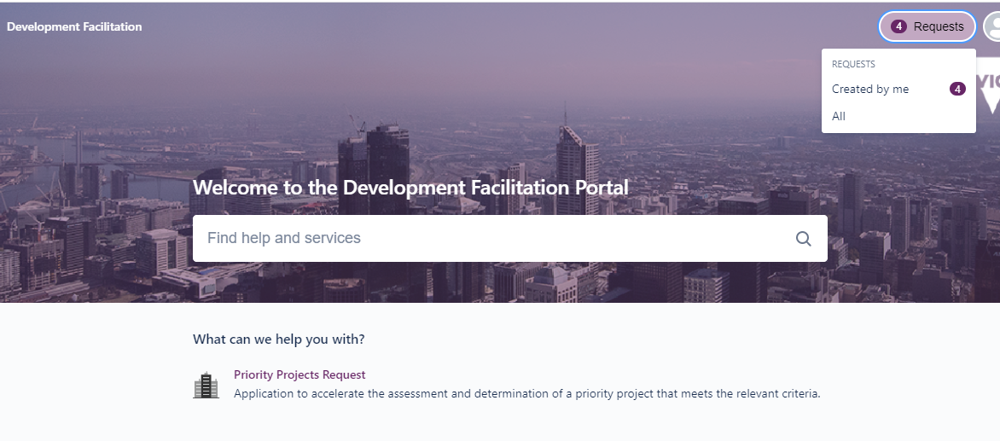 Development Facilitation
4 Requests
REQUESTS
Created by me 4
All
Welcome to the Development Facilitation Portal
Find help and services
What can we help you with?
Priority Projects Request
Application to accelerate the assessment and determination of a priority project that meets the relevant criteria.